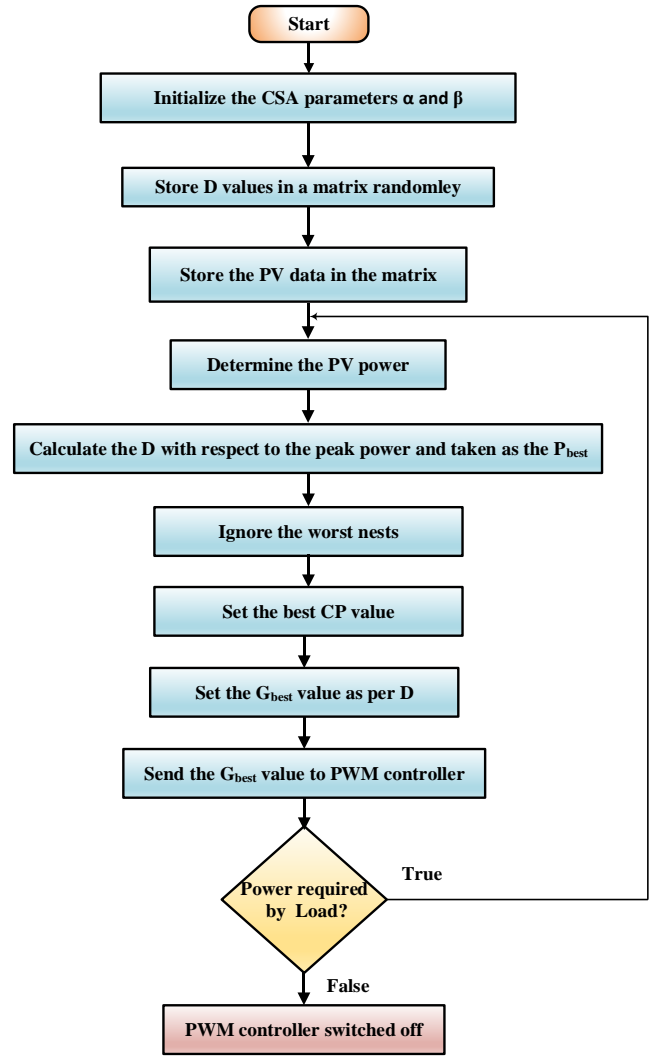 Start
Initialize the CSA parameters α and β
Store D values in a matrix randomley
Store the PV data in the matrix
Determine the PV power
Calculate the D with respect to the peak power and taken as the Pbest
Ignore the worst nests
Set the best CP value
Set the Gbest value as per D
Send the Gbest value to PWM controller
Power required
by Load?
True
False
PWM controller switched off